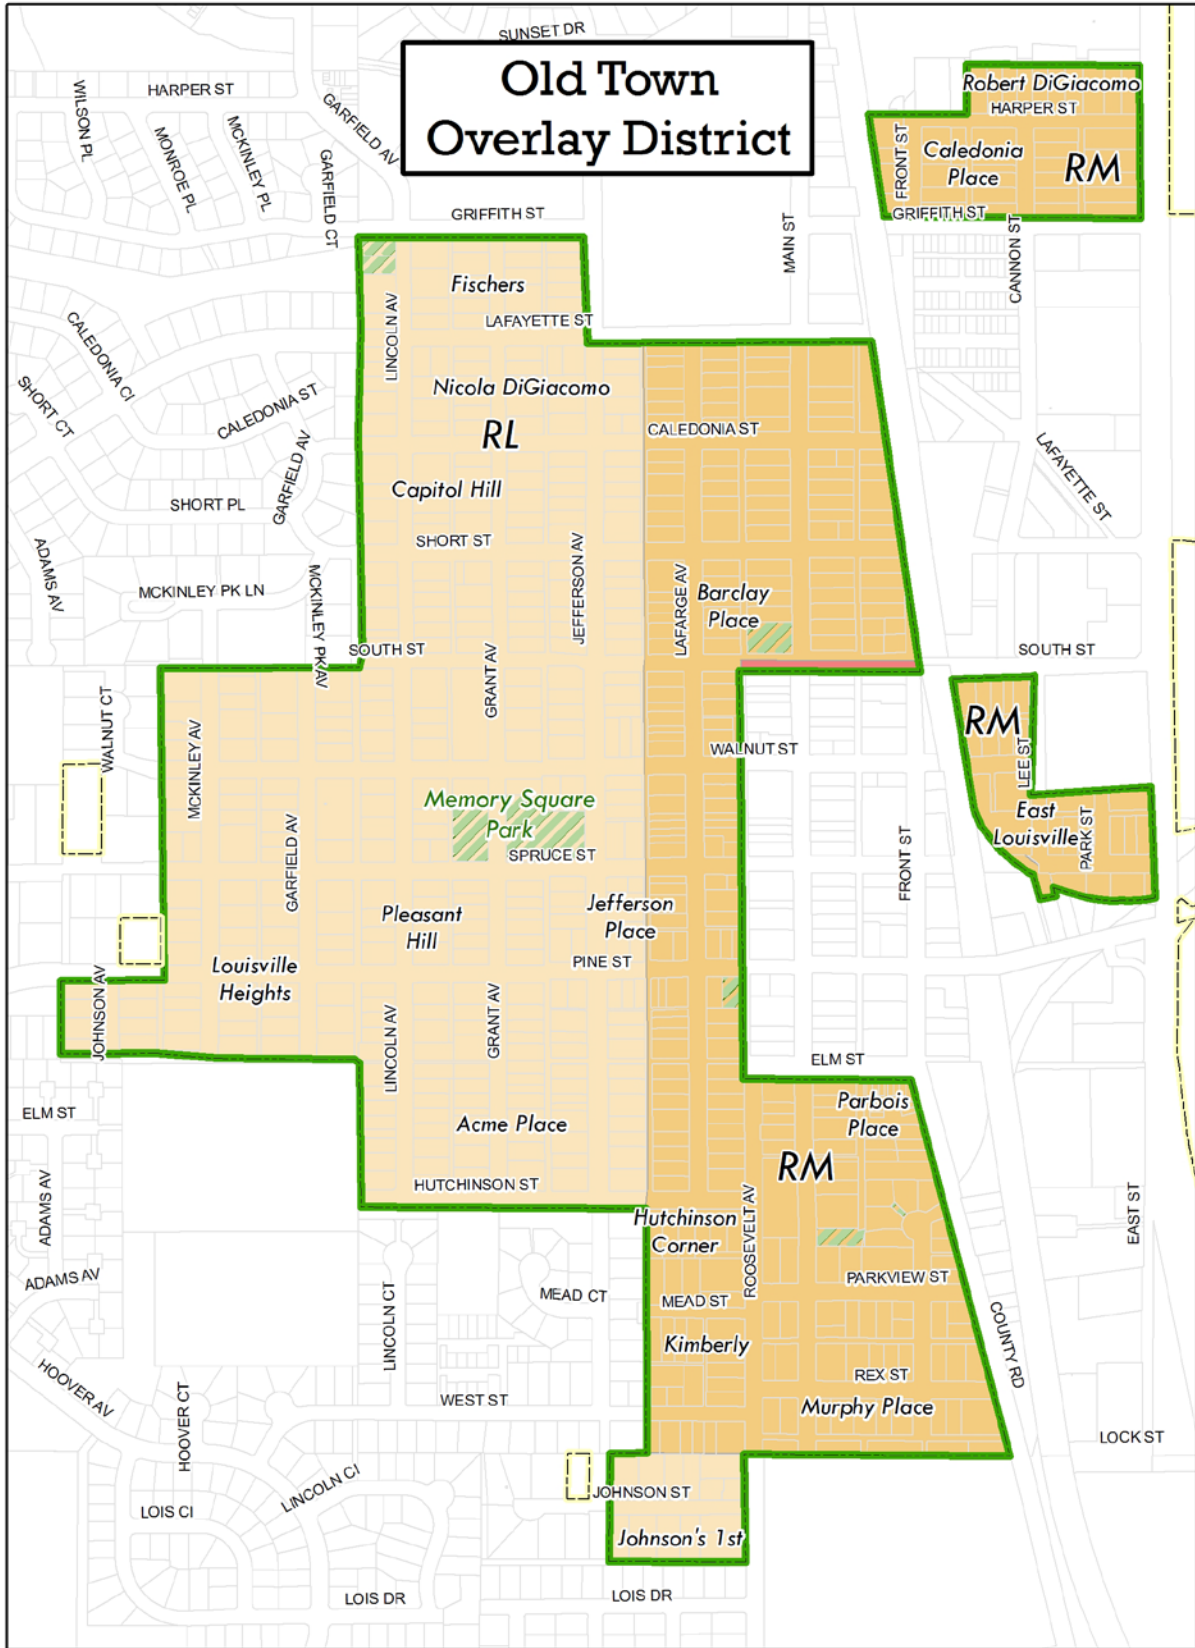 SUNSET DR
Old Town
Overlay District
HARPER ST
WILSON PL
MONROE PL
MCKINLEY PL
GARFIELD AV
GARFIELD CT
GRIFFITH ST
MAIN ST
Robert DiGiacomo
HARPER ST
FRONT ST
Caledonia
Place
RM
GRIFFITH ST
CANNON ST
Fischers
LAFAYETTE ST
LINCOLN AV
CALEDONIA CI
SHORT CT
CALEDONIA ST
GARFIELD AV
Nicola DiGiacomo
RL
CALEDONIA ST
Capitol Hill
LAFAYETTE ST
SHORT PL
SHORT ST
ADAMS AV
MCKINLEY PK LN
MCKINLEY PK AV
JEFFERSON AV
LAFARGE AV
Barclay
Place
SOUTH ST
SOUTH ST
WALNUT CT
MCKINLEY AV
GRANT AV
WALNUT ST
RM
LEE ST
Memory Square
Park
SPRUCE ST
GARFIELD AV
FRONT ST
East
Louisville
PARK ST
Pleasant
Hill
Jefferson
Place
PINE ST
Louisville
Heights
JOHNSON AV
LINCOLN AV
GRANT AV
ELM ST
ELM ST
Parbois
Place
Acme Place
RM
HUTCHINSON ST
ADAMS AV
Hutchinson
Corner
ROOSEVELT AV
EAST ST
ADAMS AV
MEAD CT
MEAD ST
PARKVIEW ST
LINCOLN CT
Kimberly
COUNTY RD
HOOVER AV
HOOVER CT
WEST ST
REX ST
Murphy Place
LOCK ST
LINCOLN CI
LOIS CI
JOHNSON ST
Johnson's 1st
LOIS DR
LOIS DR